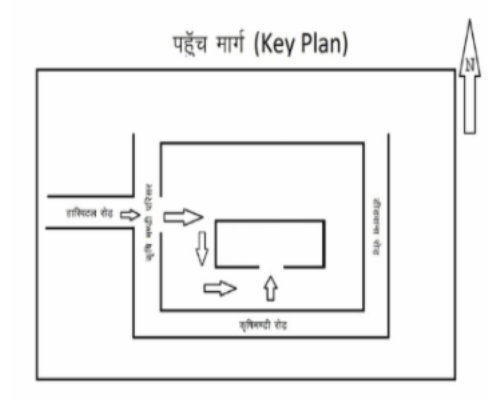 पहुँच मार्ग (Key Plan)
N
हास्पिटल रोड़
कृषि मण्डी परिसर
रोड़
कृषिमण्डी रोड़